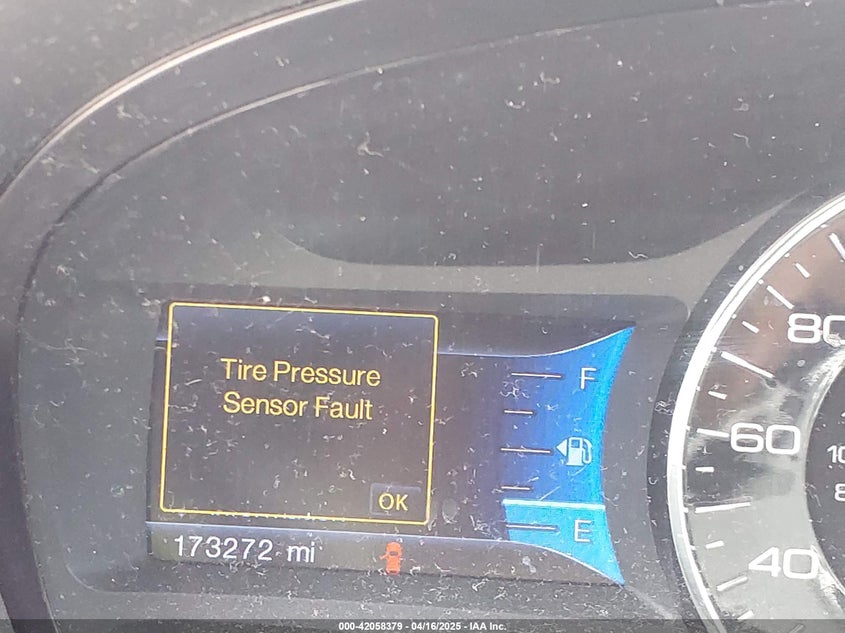 Tire Pressure
Sensor Fault
OK
173272 mi
F
E
80
60
40
000-42058379 - 04/16/2025 - IAA Inc.